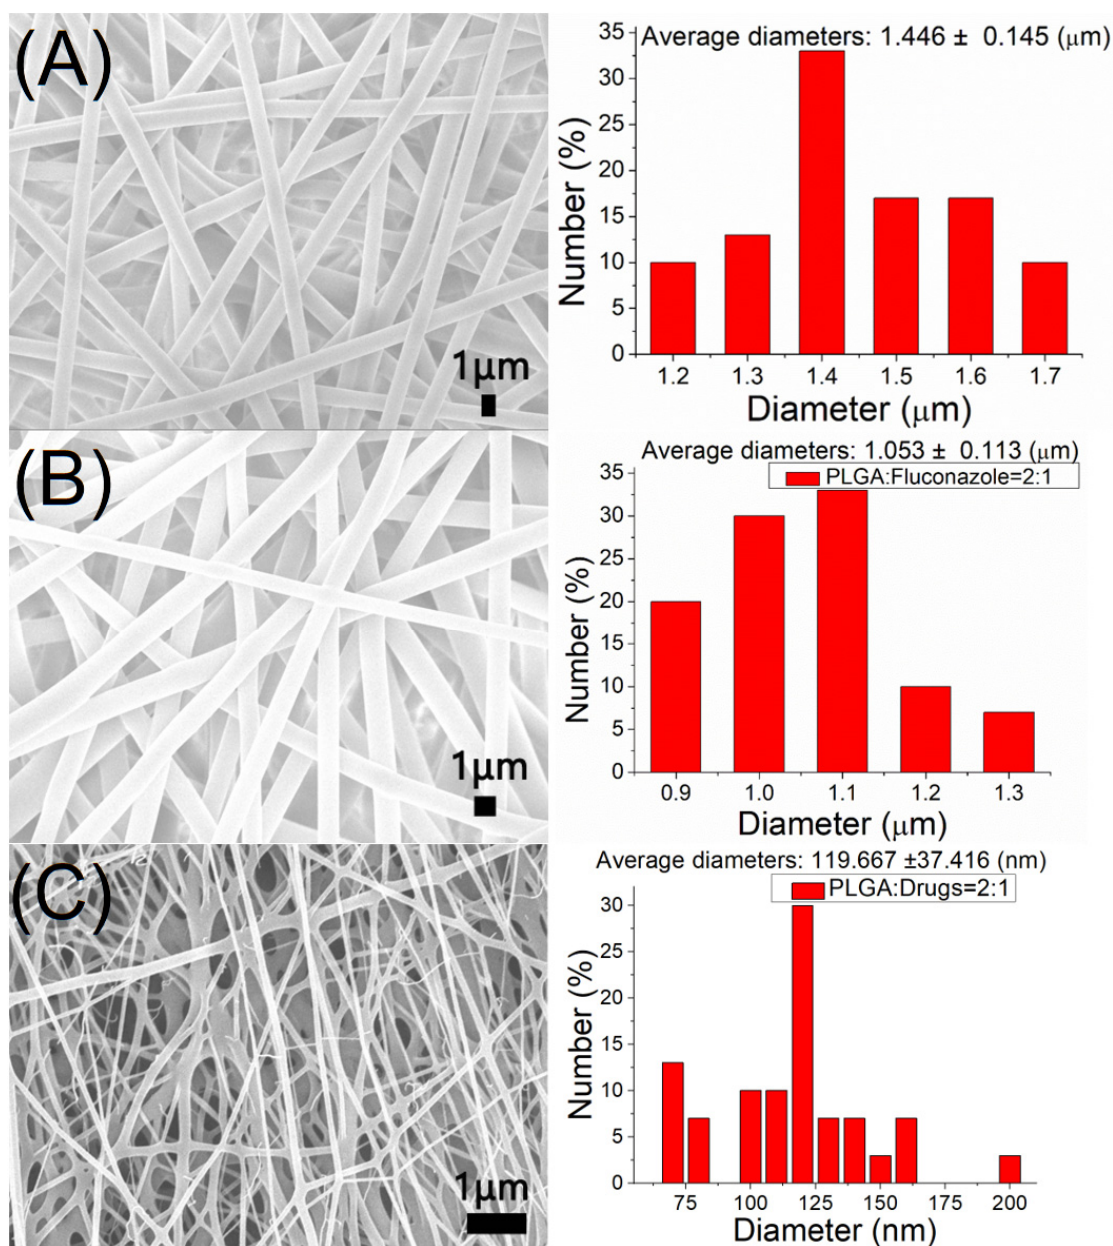 (A)
1μm
Average diameters: 1.446 ± 0.145 (μm)
Number (%)
35
30
25
20
15
10
5
0
1.2 1.3 1.4 1.5 1.6 1.7
Diameter (μm)
(B)
1μm
Average diameters: 1.053 ± 0.113 (μm)
PLGA:Fluconazole=2:1
Number (%)
35
30
25
20
15
10
5
0
0.9 1.0 1.1 1.2 1.3
Diameter (μm)
(C)
1μm
Average diameters: 119.667 ±37.416 (nm)
PLGA:Drugs=2:1
Number (%)
30
25
20
15
10
5
0
75 100 125 150 175 200
Diameter (nm)